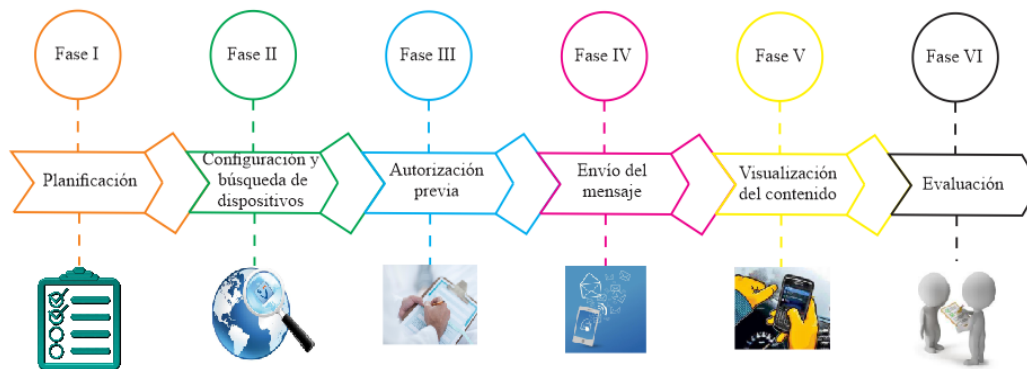 Fase I
Fase II
Fase III
Fase IV
Fase V
Fase VI
Planificación
Configuración y
búsqueda de
dispositivos
Autorización
previa
Envío del
mensaje
Visualización
del contenido
Evaluación